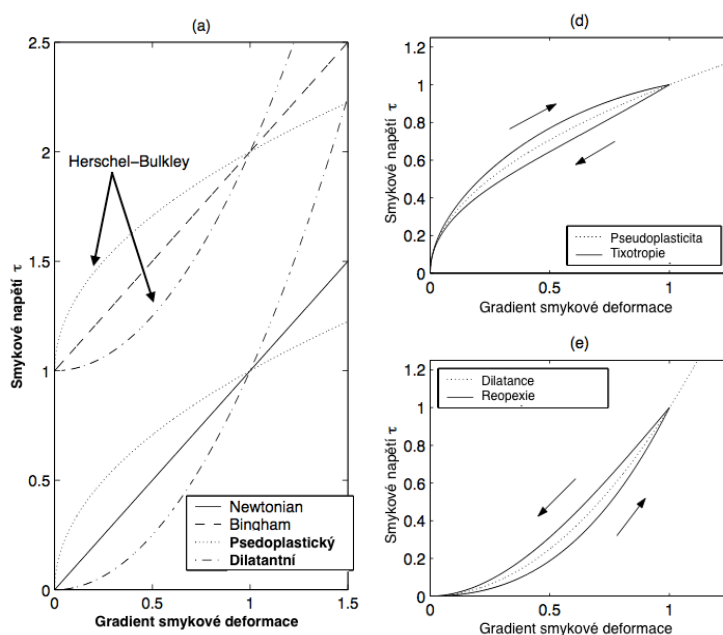 (a)
2.5
2
1.5
1
0.5
0
0
0.5
1.0
1.5
Smykové napětí τ
Gradient smykové deformace
Herschel–Bulkley
Newtonian
Bingham
Psedoplastický
Dilatantní
(d)
1.2
1
0.8
0.6
0.4
0.2
0
0
0.5
1
Smykové napětí τ
Gradient smykové deformace
Pseudoplasticita
Tixotropie
(e)
1.2
1
0.8
0.6
0.4
0.2
0
0
0.5
1
Smykové napětí τ
Gradient smykové deformace
Dilatance
Reopexie